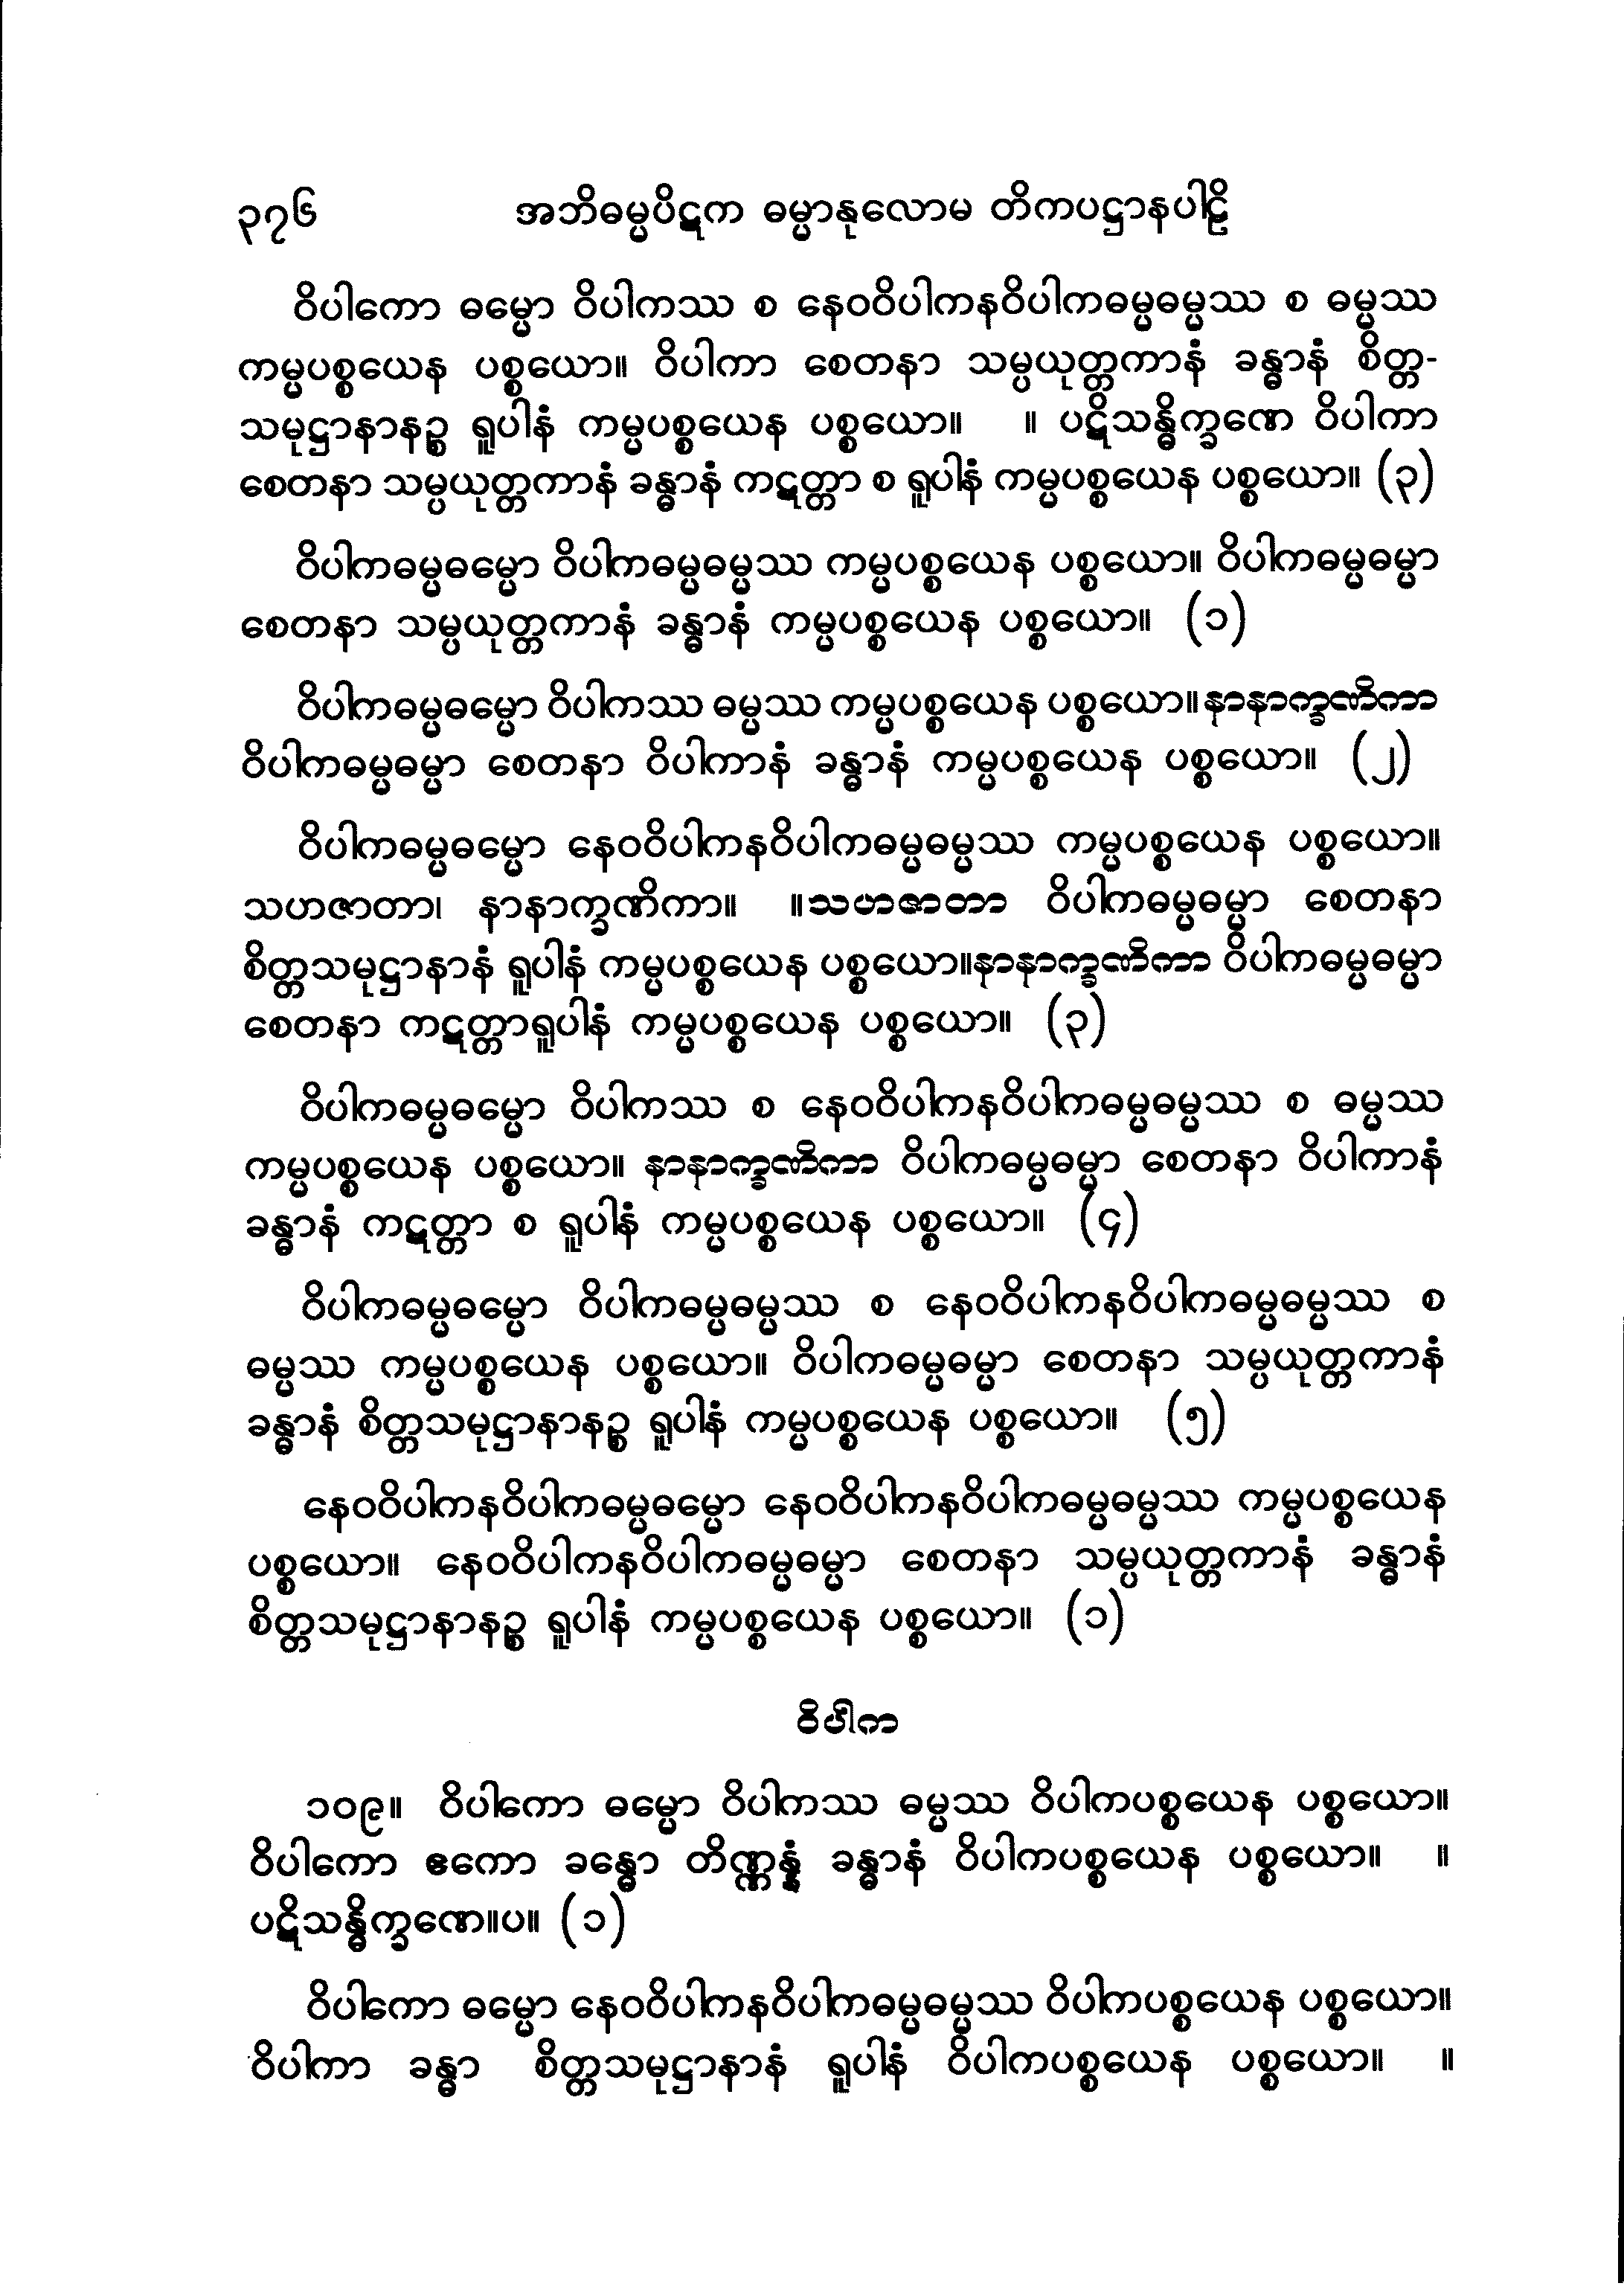 ၃၇၆ အဘိဓမ္မပိဋက ဓမ္မာနုလောမ တိကပဋ္ဌာနပါဠိ
ဝိပါကော ဓမ္မော ဝိပါကဿ စ နေဝဝိပါကနဝိပါကဓမ္မဓမ္မဿ စ ဓမ္မဿ
ကမ္မပစ္စယေန ပစ္စယော။ ဝိပါကာ စေတနာ သမ္ပယုတ္တကာနံ ခန္ဓာနံ စိတ္တ-
သမုဋ္ဌာနာနဉ္စ ရူပါနံ ကမ္မပစ္စယေန ပစ္စယော။ ။ ပဋိသန္ဓိက္ခဏေ ဝိပါကာ
စေတနာ သမ္ပယုတ္တကာနံ ခန္ဓာနံ ကဋတ္တာ စ ရူပါနံ ကမ္မပစ္စယေန ပစ္စယော။ (၃)
ဝိပါကဓမ္မဓမ္မော ဝိပါကဓမ္မဓမ္မဿ ကမ္မပစ္စယေန ပစ္စယော။ ဝိပါကဓမ္မဓမ္မာ
စေတနာ သမ္ပယုတ္တကာနံ ခန္ဓာနံ ကမ္မပစ္စယေန ပစ္စယော။ (၁)
ဝိပါကဓမ္မဓမ္မော ဝိပါကဿ ဓမ္မဿ ကမ္မပစ္စယေန ပစ္စယော။ နာနာက္ခဏိကာ
ဝိပါကဓမ္မဓမ္မာ စေတနာ ဝိပါကာနံ ခန္ဓာနံ ကမ္မပစ္စယေန ပစ္စယော။ (၂)
ဝိပါကဓမ္မဓမ္မော နေဝဝိပါကနဝိပါကဓမ္မဓမ္မဿ ကမ္မပစ္စယေန ပစ္စယော။
သဟဇာတာ၊ နာနာက္ခဏိကာ။ ။သဟဇာတာ ဝိပါကဓမ္မဓမ္မာ စေတနာ
စိတ္တသမုဋ္ဌာနာနံ ရူပါနံ ကမ္မပစ္စယေန ပစ္စယော။နာနာက္ခဏိကာ ဝိပါကဓမ္မဓမ္မာ
စေတနာ ကဋတ္တာရူပါနံ ကမ္မပစ္စယေန ပစ္စယော။ (၃)
ဝိပါကဓမ္မဓမ္မော ဝိပါကဿ စ နေဝဝိပါကနဝိပါကဓမ္မဓမ္မဿ စ ဓမ္မဿ
ကမ္မပစ္စယေန ပစ္စယော။ နာနာက္ခဏိကာ ဝိပါကဓမ္မဓမ္မာ စေတနာ ဝိပါကာနံ
ခန္ဓာနံ ကဋတ္တာ စ ရူပါနံ ကမ္မပစ္စယေန ပစ္စယော။ (၄)
ဝိပါကဓမ္မဓမ္မော ဝိပါကဓမ္မဓမ္မဿ စ နေဝဝိပါကနဝိပါကဓမ္မဓမ္မဿ စ
ဓမ္မဿ ကမ္မပစ္စယေန ပစ္စယော။ ဝိပါကဓမ္မဓမ္မာ စေတနာ သမ္ပယုတ္တကာနံ
ခန္ဓာနံ စိတ္တသမုဋ္ဌာနာနဉ္စ ရူပါနံ ကမ္မပစ္စယေန ပစ္စယော။ (၅)
နေဝဝိပါကနဝိပါကဓမ္မဓမ္မော နေဝဝိပါကနဝိပါကဓမ္မဓမ္မဿ ကမ္မပစ္စယေန
ပစ္စယော။ နေဝဝိပါကနဝိပါကဓမ္မဓမ္မာ စေတနာ သမ္ပယုတ္တကာနံ ခန္ဓာနံ
စိတ္တသမုဋ္ဌာနာနဉ္စ ရူပါနံ ကမ္မပစ္စယေန ပစ္စယော။ (၁)
ဝိပါက
၁၀၉။ ဝိပါကော ဓမ္မော ဝိပါကဿ ဓမ္မဿ ဝိပါကပစ္စယေန ပစ္စယော။
ဝိပါကော ဧကော ခန္ဓော တိဏ္ဏန္နံ ခန္ဓာနံ ဝိပါကပစ္စယေန ပစ္စယော။ ။
ပဋိသန္ဓိက္ခဏေ။ပ။ (၁)
ဝိပါကော ဓမ္မော နေဝဝိပါကနဝိပါကဓမ္မဓမ္မဿ ဝိပါကပစ္စယေန ပစ္စယော။
ဝိပါကာ ခန္ဓာ စိတ္တသမုဋ္ဌာနာနံ ရူပါနံ ဝိပါကပစ္စယေန ပစ္စယော။ ။